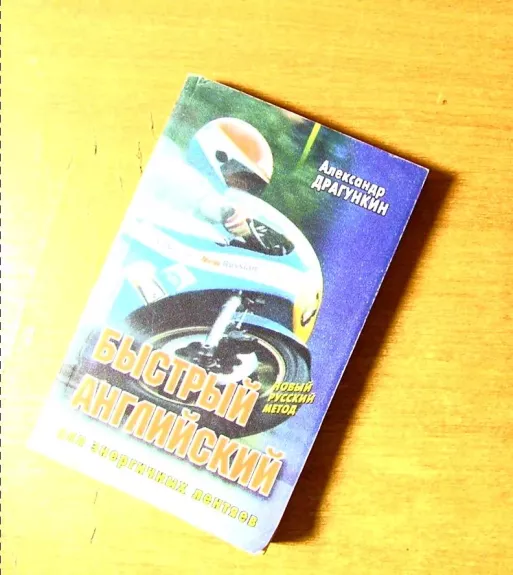 Александр
ДРАГУНКИН
БЫСТРЫЙ
АНГЛИЙСКИЙ
НОВЫЙ
РУССКИЙ
МЕТОД
для энергичных лентяев